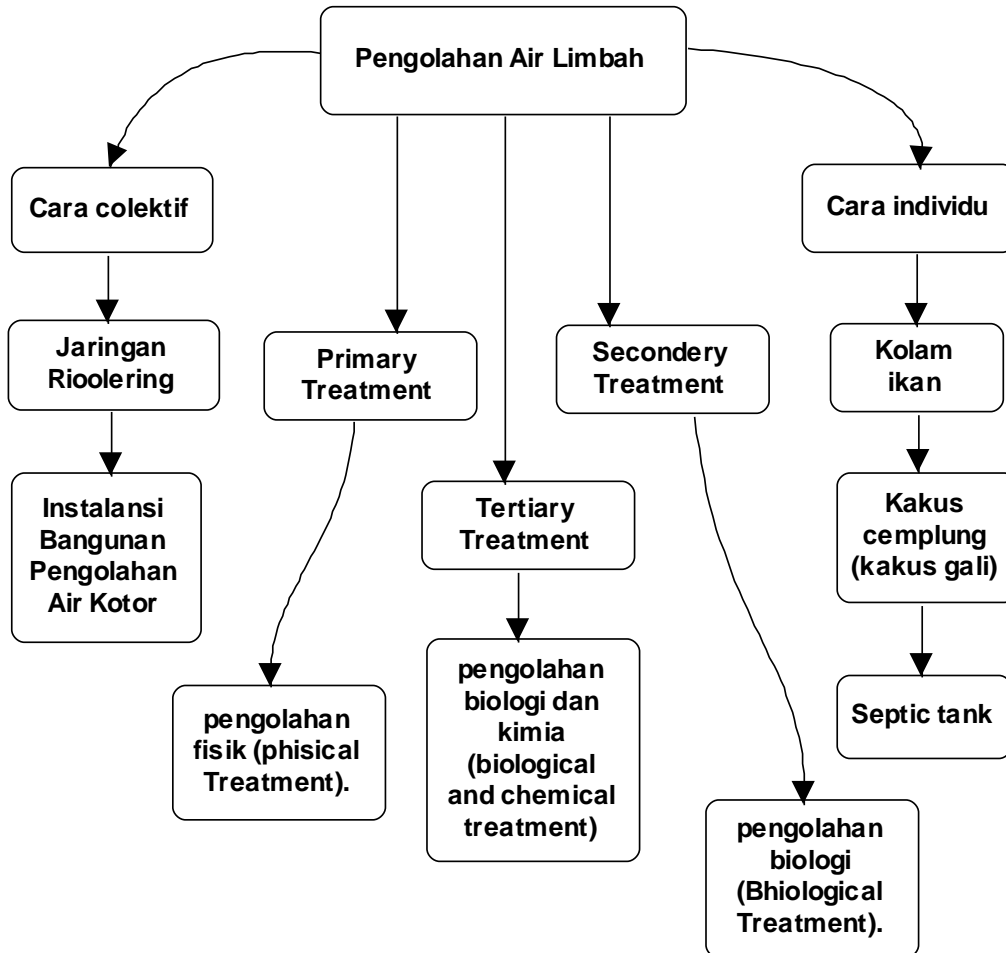 Pengolahan Air Limbah
Cara colektif
Cara individu
Jaringan
Rioolering
Primary
Treatment
Secondery
Treatment
Kolam
ikan
Instalansi
Bangunan
Pengolahan
Air Kotor
Tertiary
Treatment
Kakus
cemplung
(kakus gali)
pengolahan
fisik (phisical
Treatment).
pengolahan
biologi dan
kimia
(biological
and chemical
treatment)
Septic tank
pengolahan
biologi
(Bhiological
Treatment).